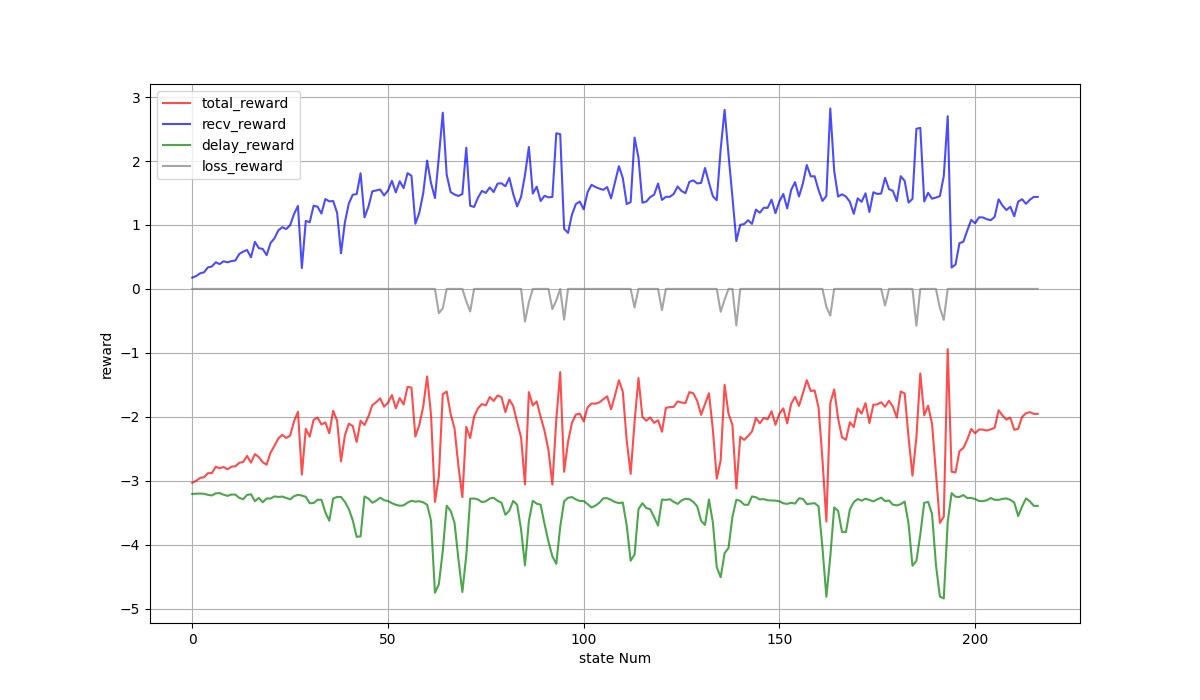 total_reward
recv_reward
delay_reward
loss_reward
3
2
1
0
−1
−2
−3
−4
−5
reward
0 50 100 150 200
state Num